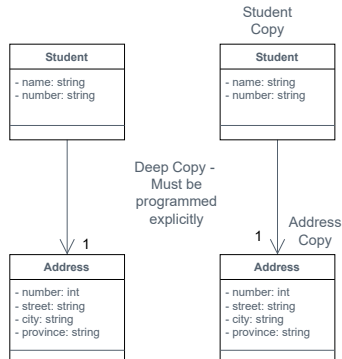 Student
Copy
Student
- name: string
- number: string
Student
- name: string
- number: string
Deep Copy -
Must be
programmed
explicitly
1
1
Address
Copy
Address
- number: int
- street: string
- city: string
- province: string
Address
- number: int
- street: string
- city: string
- province: string